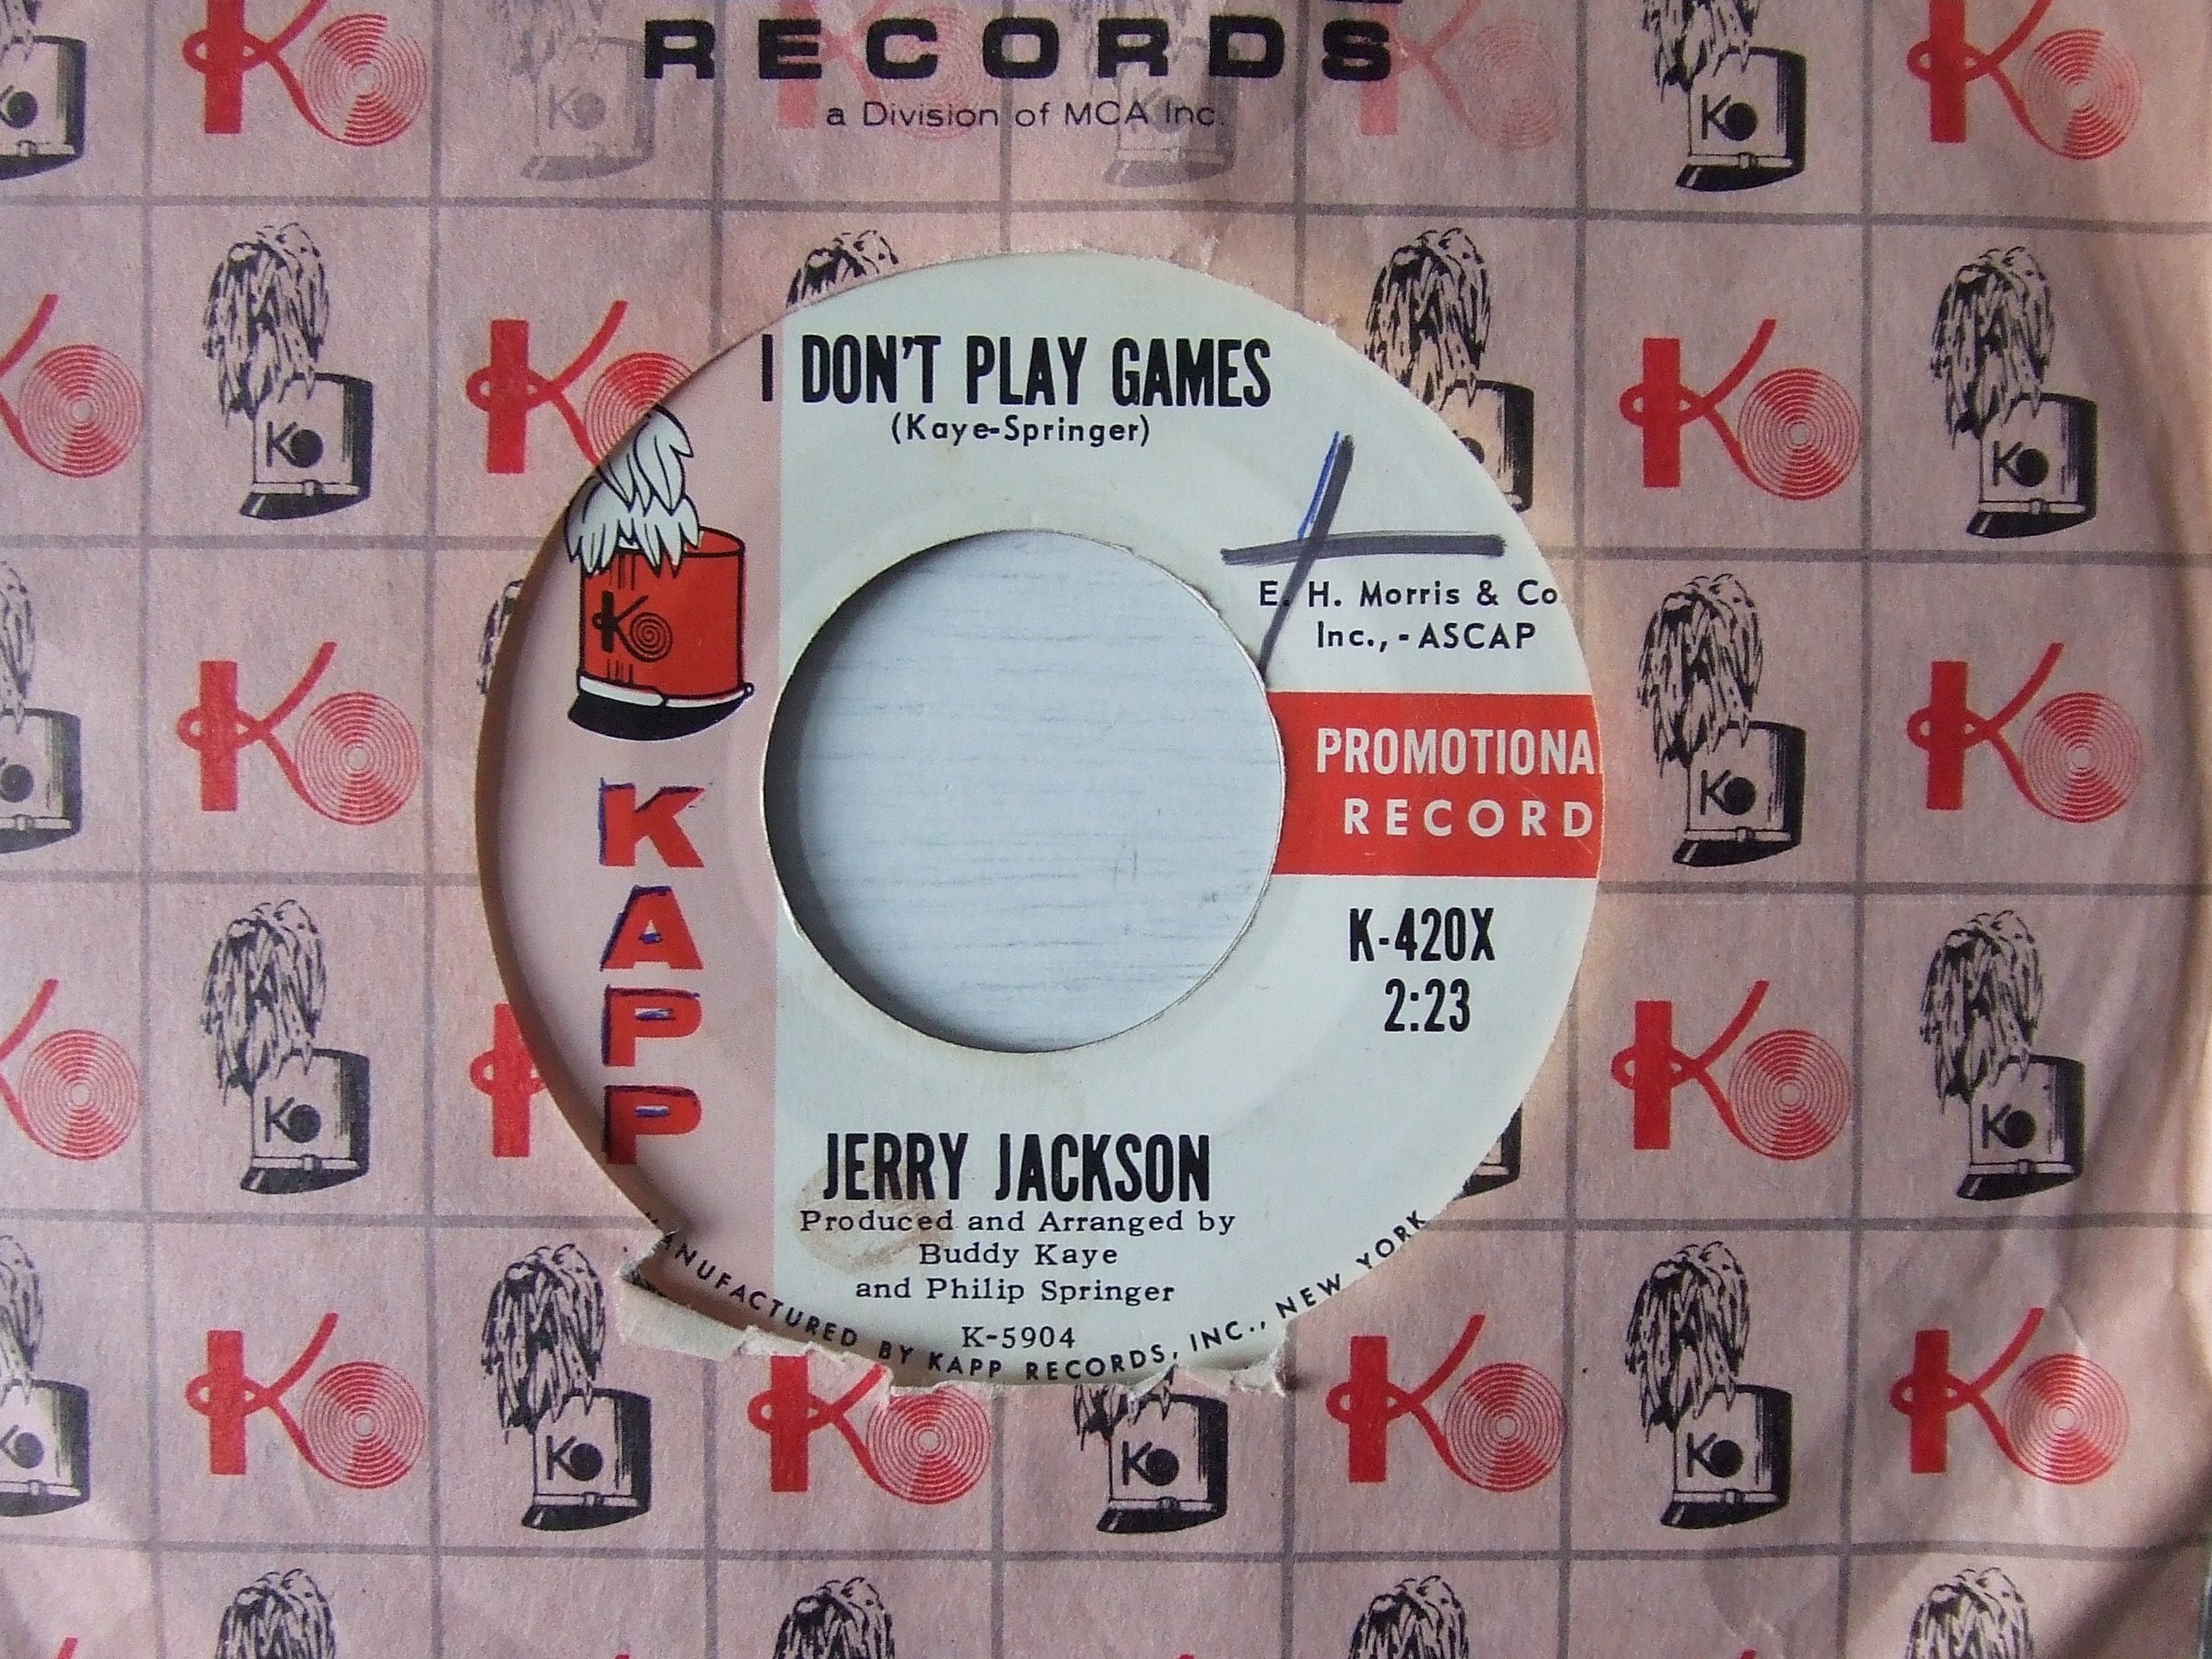 RECORDS
a Division of MCA Inc.
I DON'T PLAY GAMES
(Kaye-Springer)
E. H. Morris & Co.
Inc., - ASCAP
PROMOTIONA
RECORD
K-420X
2:23
KAPP
JERRY JACKSON
Produced and Arranged by
Buddy Kaye
and Philip Springer
K-5904
MANUFACTURED BY KAPP RECORDS, INC., NEW YORK